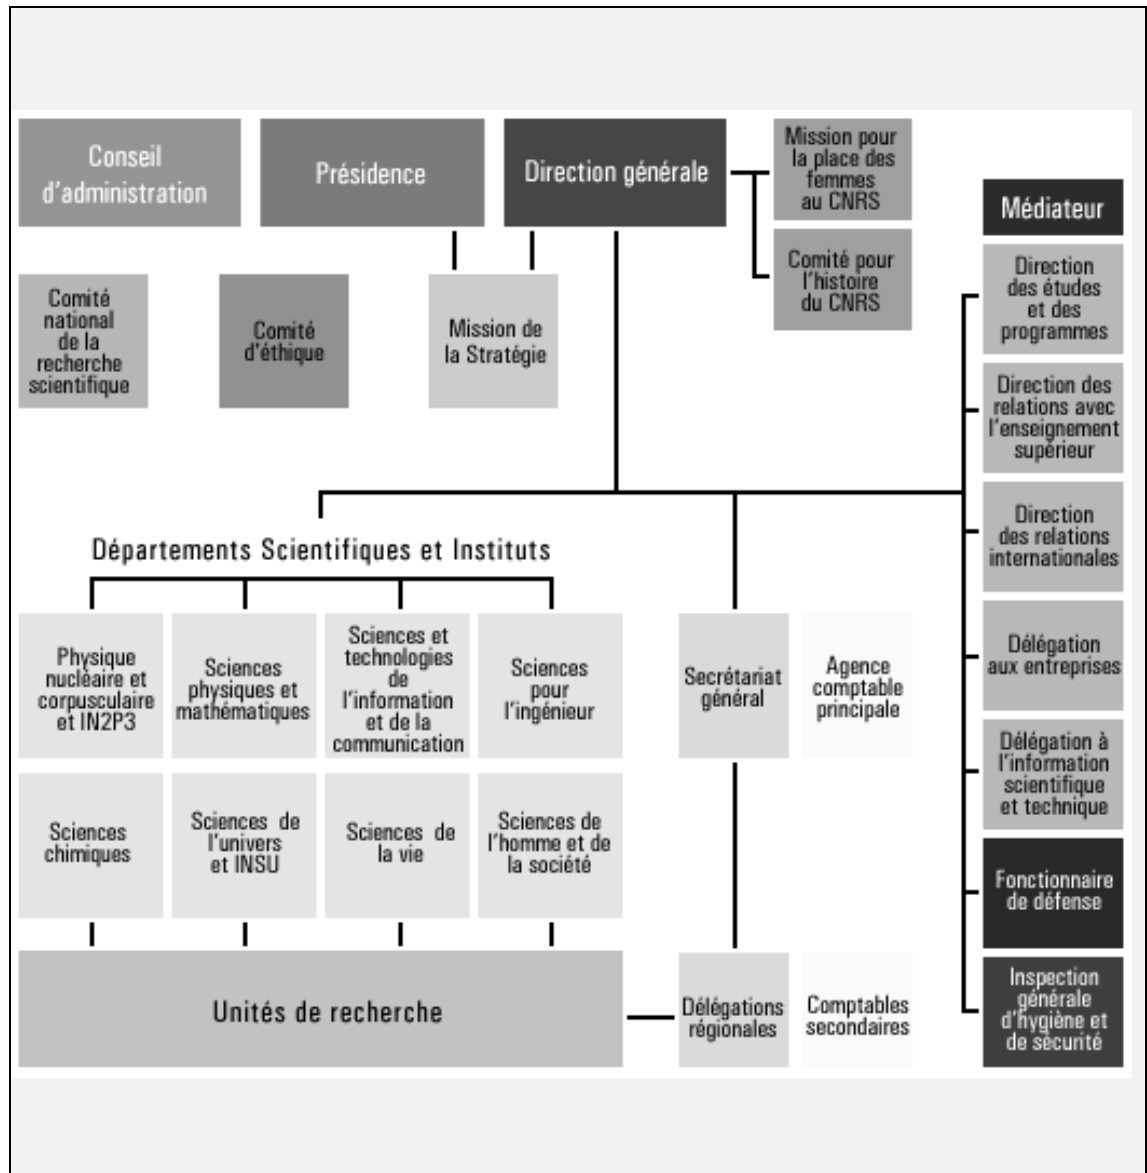 Conseil
d'administration
Présidence
Direction générale
Mission pour
la place des
femmes
au CNRS
Médiateur
Comité pour
l'histoire
du CNRS
Direction
des études
et des
programmes
Comité
national
de la
recherche
scientifique
Comité
d'éthique
Mission de
la Stratégie
Direction des
relations avec
l'enseignement
supérieur
Direction
des relations
internationales
Départements Scientifiques et Instituts
Physique
nucléaire et
corpusculaire
et IN2P3
Sciences
physiques et
mathématiques
Sciences et
technologies
de
l'information
et de la
communication
Sciences
pour
l'ingénieur
Secrétariat
général
Agence
comptable
principale
Délégation
aux entreprises
Délégation à
l'information
scientifique
et technique
Sciences
chimiques
Sciences de
l'univers
et INSU
Sciences de
la vie
Sciences de
l'homme et de
la société
Fonctionnaire
de défense
Unités de recherche
Délégations
régionales
Comptables
secondaires
Inspection
générale
d'hygiène et
de sécurité